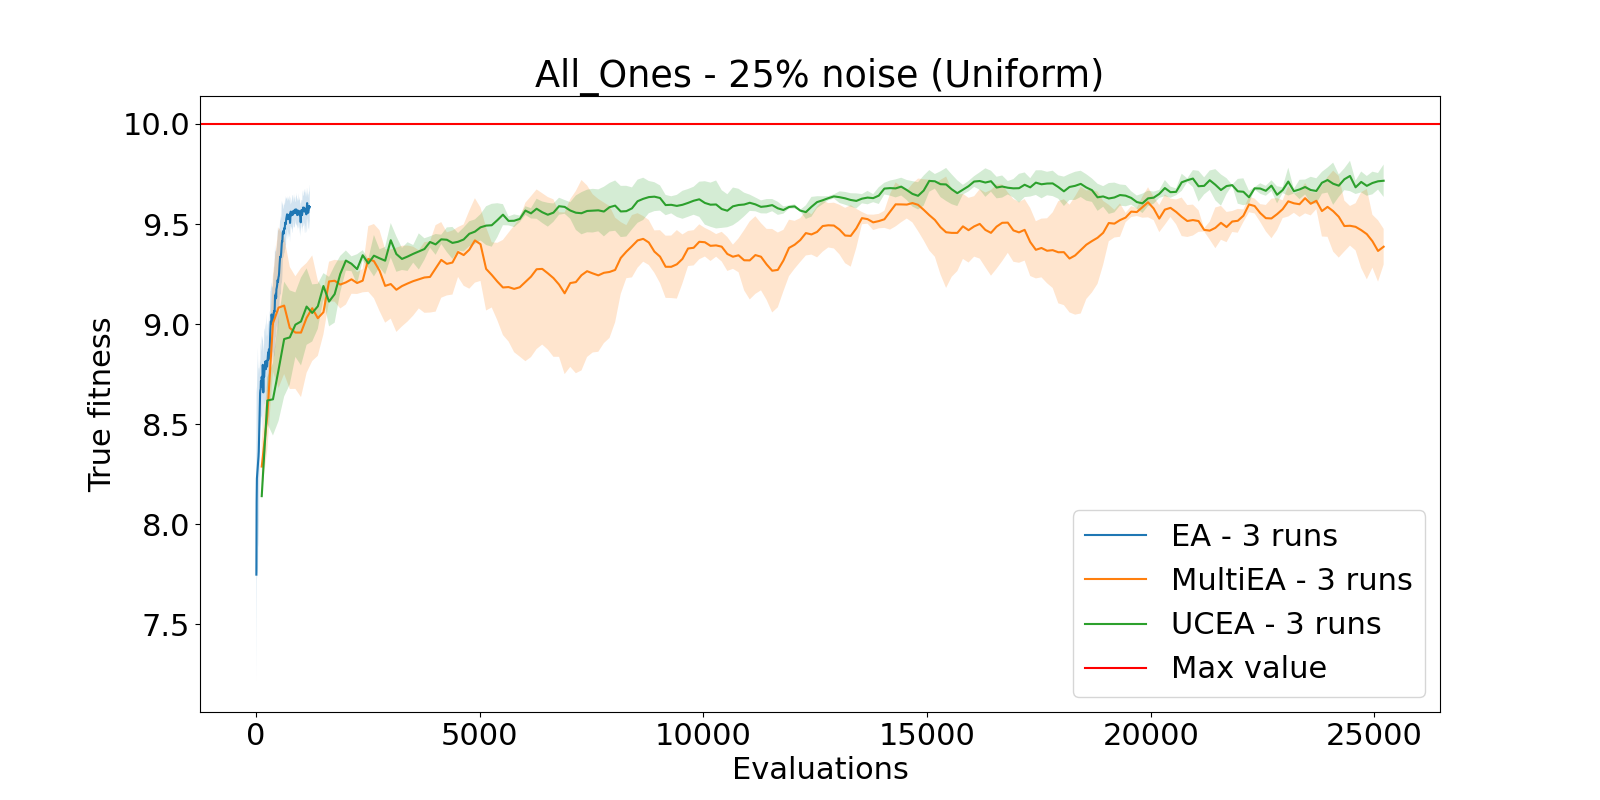 All_Ones - 25% noise (Uniform)
10.0
9.5
9.0
8.5
8.0
7.5
True fitness
EA - 3 runs
MultiEA - 3 runs
UCEA - 3 runs
Max value
0 5000 10000 15000 20000 25000
Evaluations